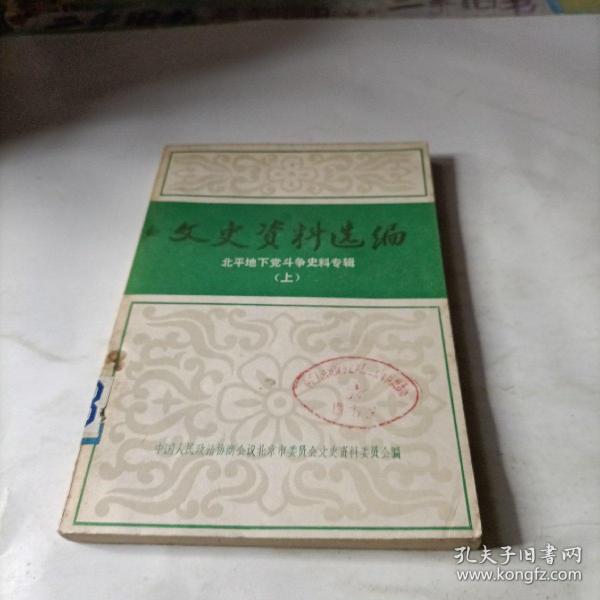 文史资料选编
北平地下党斗争史料专辑
(上)
中国人民政治协商会议北京市委员会文史资料委员会编
孔夫子旧书网
www.kongfz.com